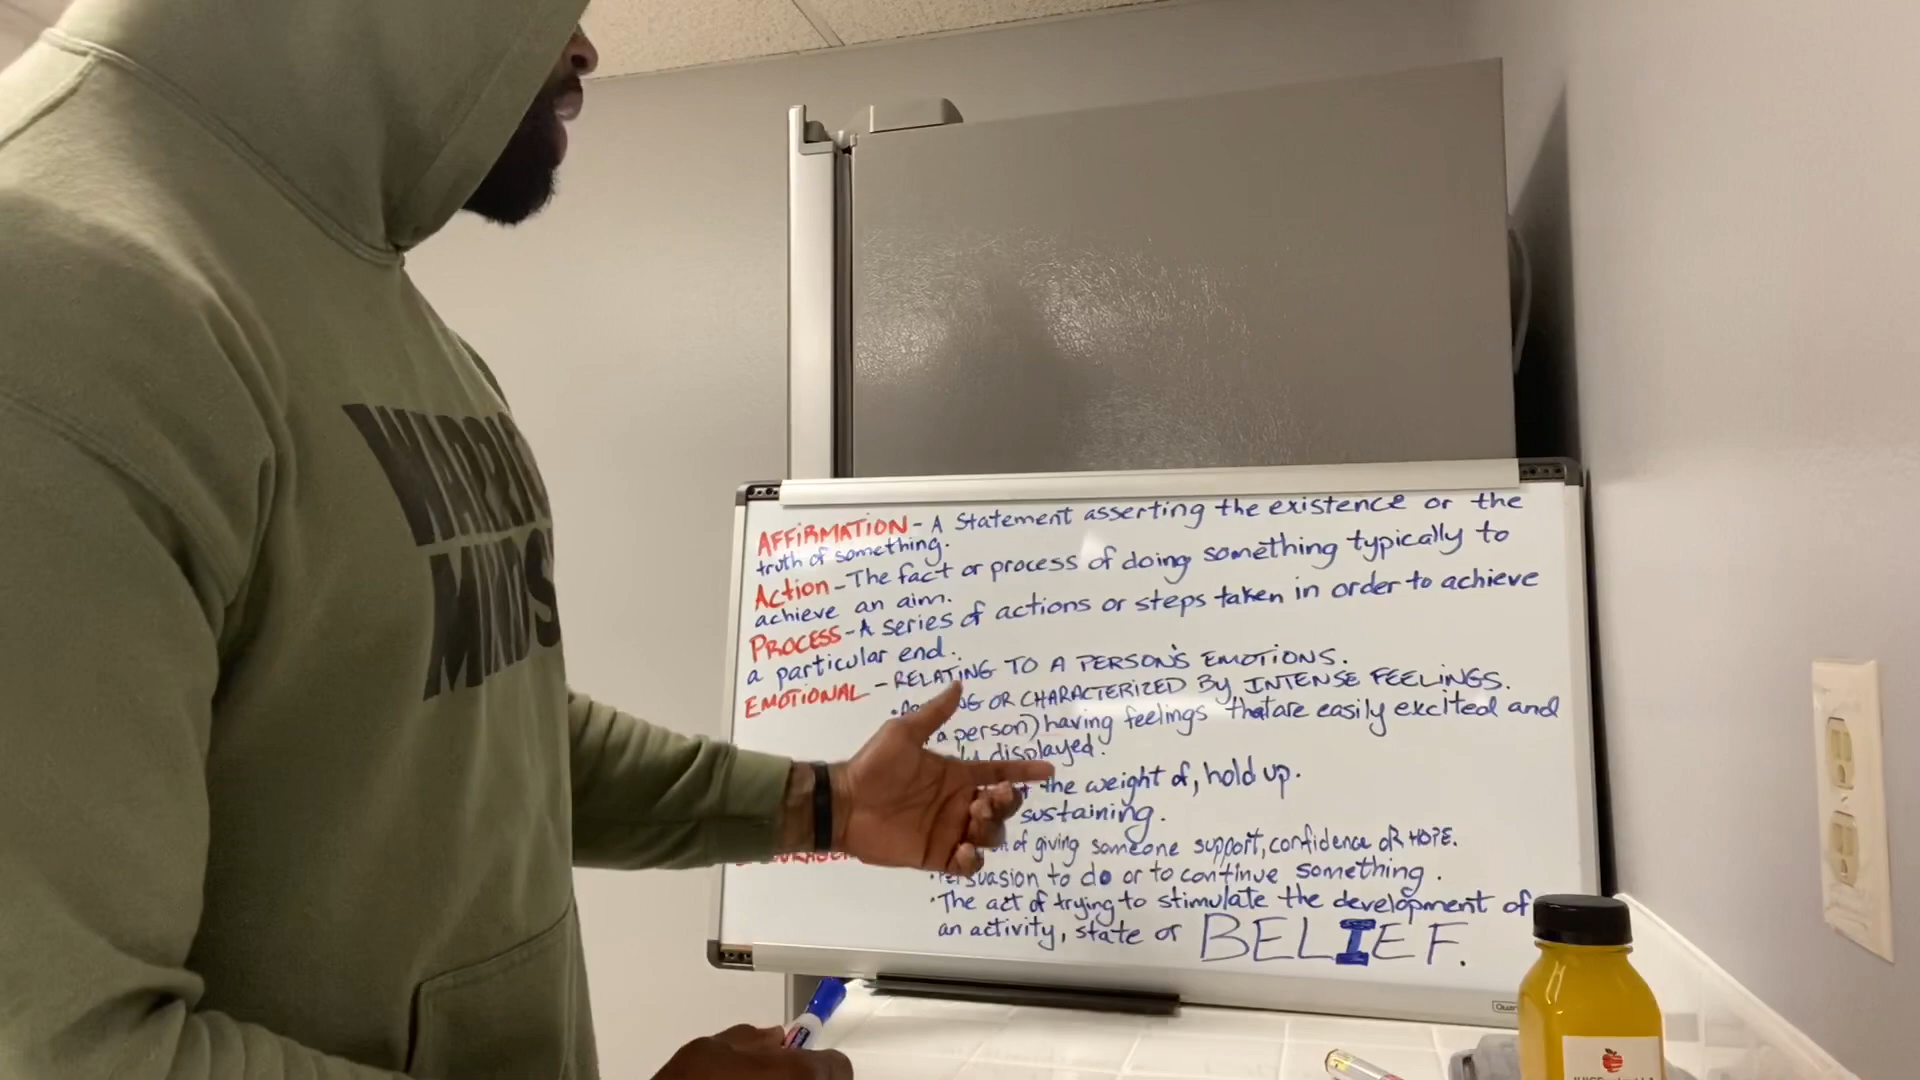 AFFIRMATION - A Statement asserting the existence or the
truth of something.
Action - The fact or process of doing something typically to
achieve an aim.
PROCESS - A series of actions or steps taken in order to achieve
a particular end.
EMOTIONAL - RELATING TO A PERSON'S EMOTIONS.
OR CHARACTERIZED BY INTENSE FEELINGS.
a person) having feelings that are easily excited and
displayed.
the weight of, hold up.
sustaining.
of giving someone support, confidence OR HOPE.
Persuasion to do or to continue something.
The act of trying to stimulate the development of
an activity, state or BELIEF.